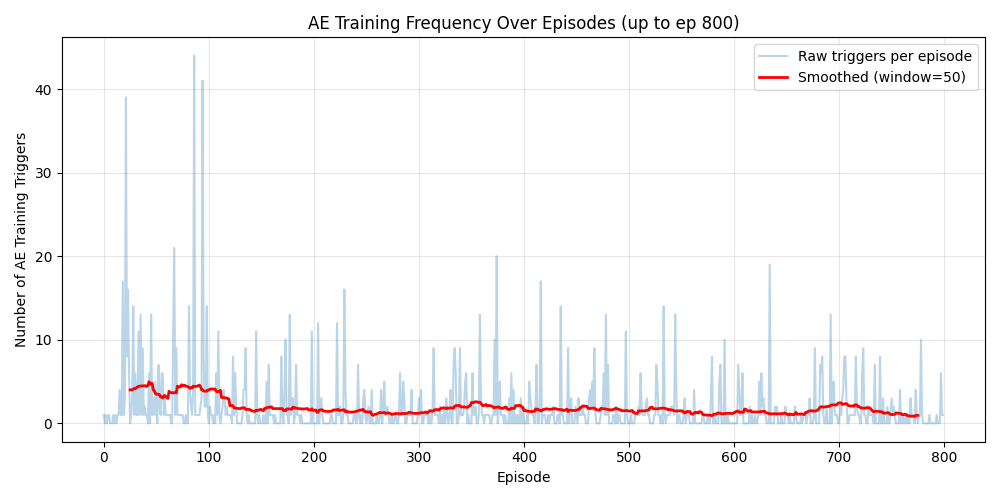 AE Training Frequency Over Episodes (up to ep 800)
Raw triggers per episode
Smoothed (window=50)
Number of AE Training Triggers
40
30
20
10
0
0 100 200 300 400 500 600 700 800
Episode